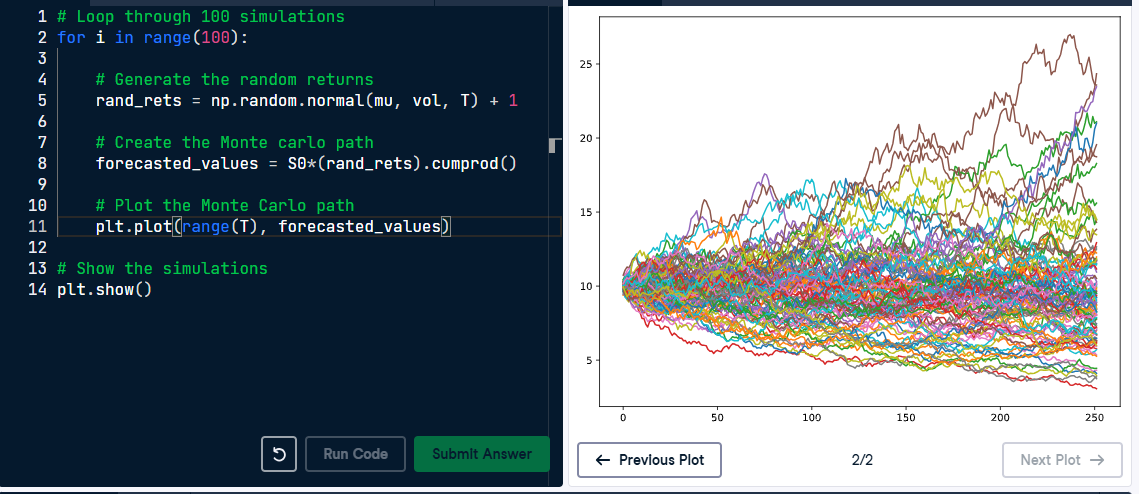 1 # Loop through 100 simulations
2 for i in range(100):
3
4 # Generate the random returns
5 rand_rets = np.random.normal(mu, vol, T) + 1
6
7 # Create the Monte carlo path
8 forecasted_values = S0*(rand_rets).cumprod()
9
10 # Plot the Monte Carlo path
11 plt.plot(range(T), forecasted_values)
12
13 # Show the simulations
14 plt.show()
Run Code
Submit Answer
25
20
15
10
5
0 50 100 150 200 250
← Previous Plot
2/2
Next Plot →